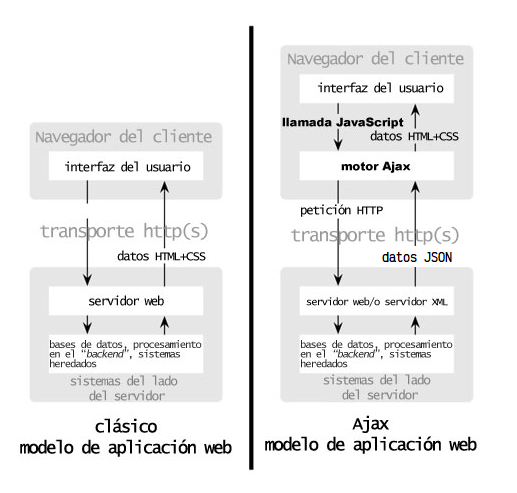 Navegador del cliente
interfaz del usuario
transporte http(s)
datos HTML+CSS
servidor web
bases de datos, procesamiento
en el "backend", sistemas
heredados
sistemas del lado
del servidor
clásico
modelo de aplicación web
Navegador del cliente
interfaz del usuario
llamada JavaScript
datos HTML+CSS
motor Ajax
petición HTTP
transporte http(s)
datos JSON
servidor web/o servidor XML
bases de datos, procesamiento
en el "backend", sistemas
heredados
sistemas del lado
del servidor
Ajax
modelo de aplicación web